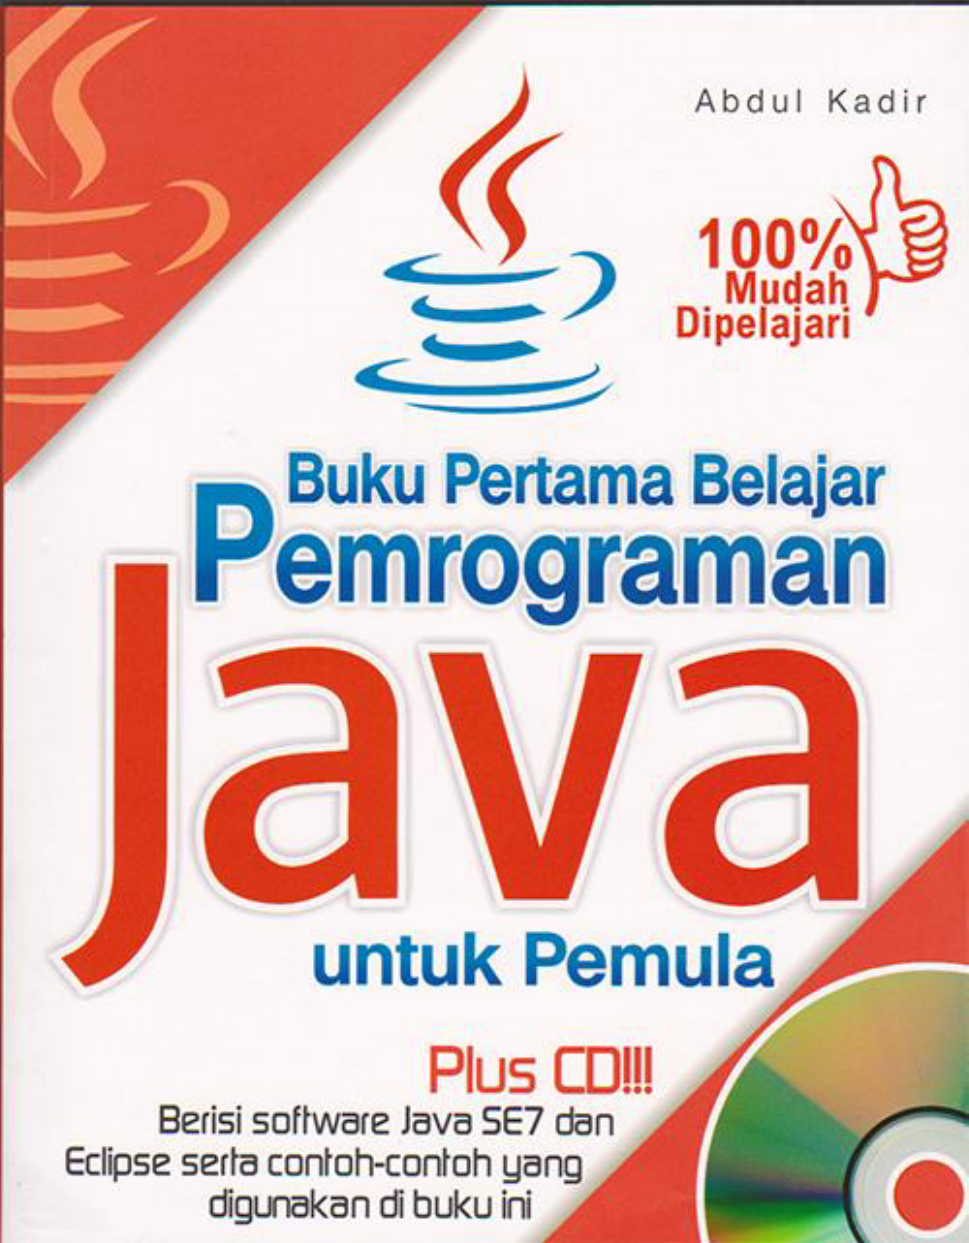 Abdul Kadir
100%
Mudah
Dipelajari
Buku Pertama Belajar
Pemrograman
Java
untuk Pemula
Plus CD!!!
Berisi software Java SE7 dan
Eclipse serta contoh-contoh yang
digunakan di buku ini